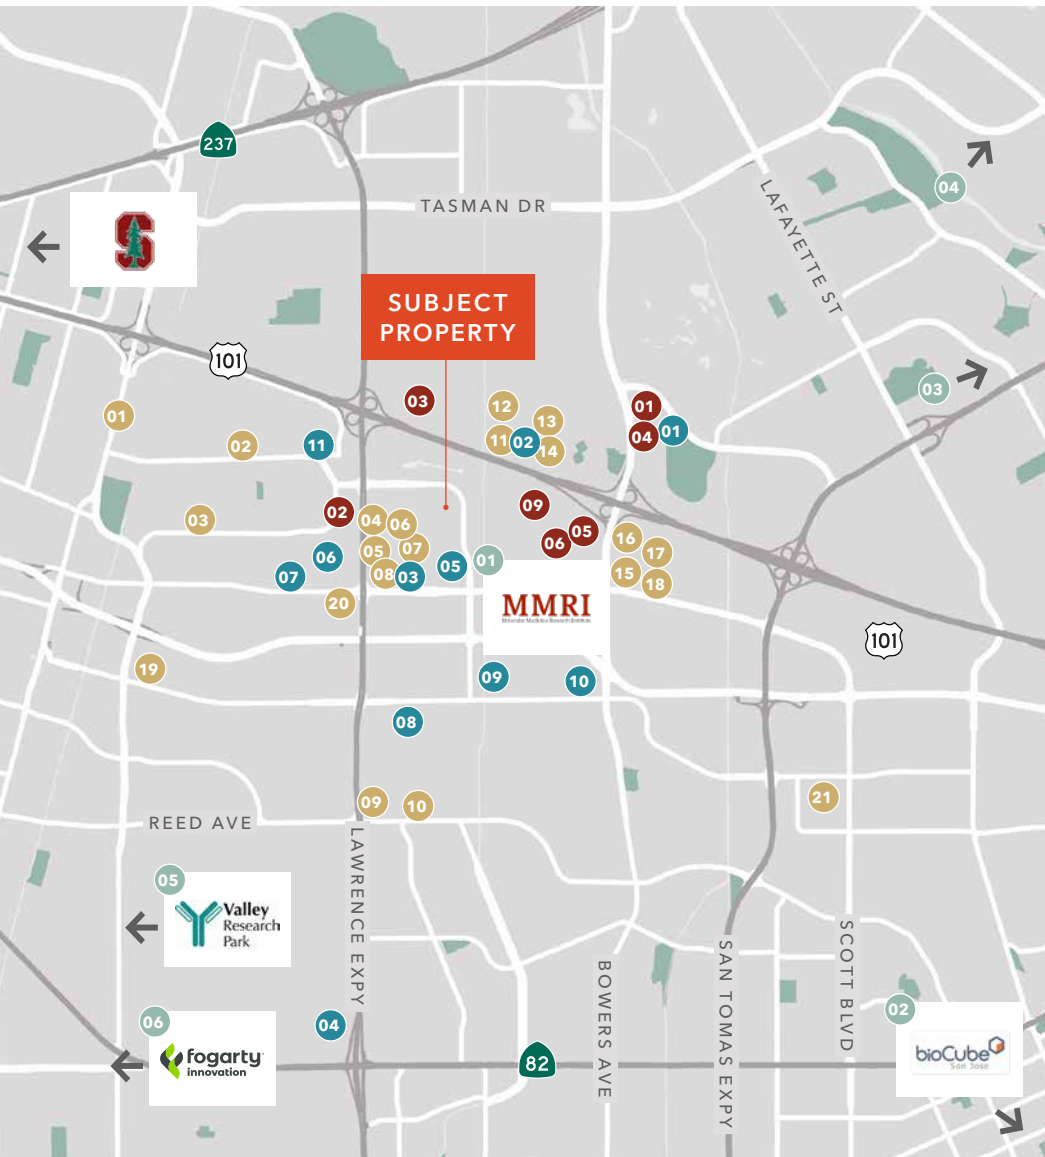 237
04
TASMAN DR
LAFAYETTE ST
S
SUBJECT
PROPERTY
101
03
03
12
01
01
13
04
01
02
11
11
02
14
02
09
03
04
06
05
16
06
05
07
17
06
05
01
07
08
03
15
18
20
MMRI
Molecular Medicine Research Institute
101
19
09
10
08
09
10
21
REED AVE
LAWRENCE EXPY
05
Valley
Research
Park
SCOTT BLVD
SAN TOMAS EXPY
BOWERS AVE
02
06
04
fogarty
innovation
82
bioCube
San Jose